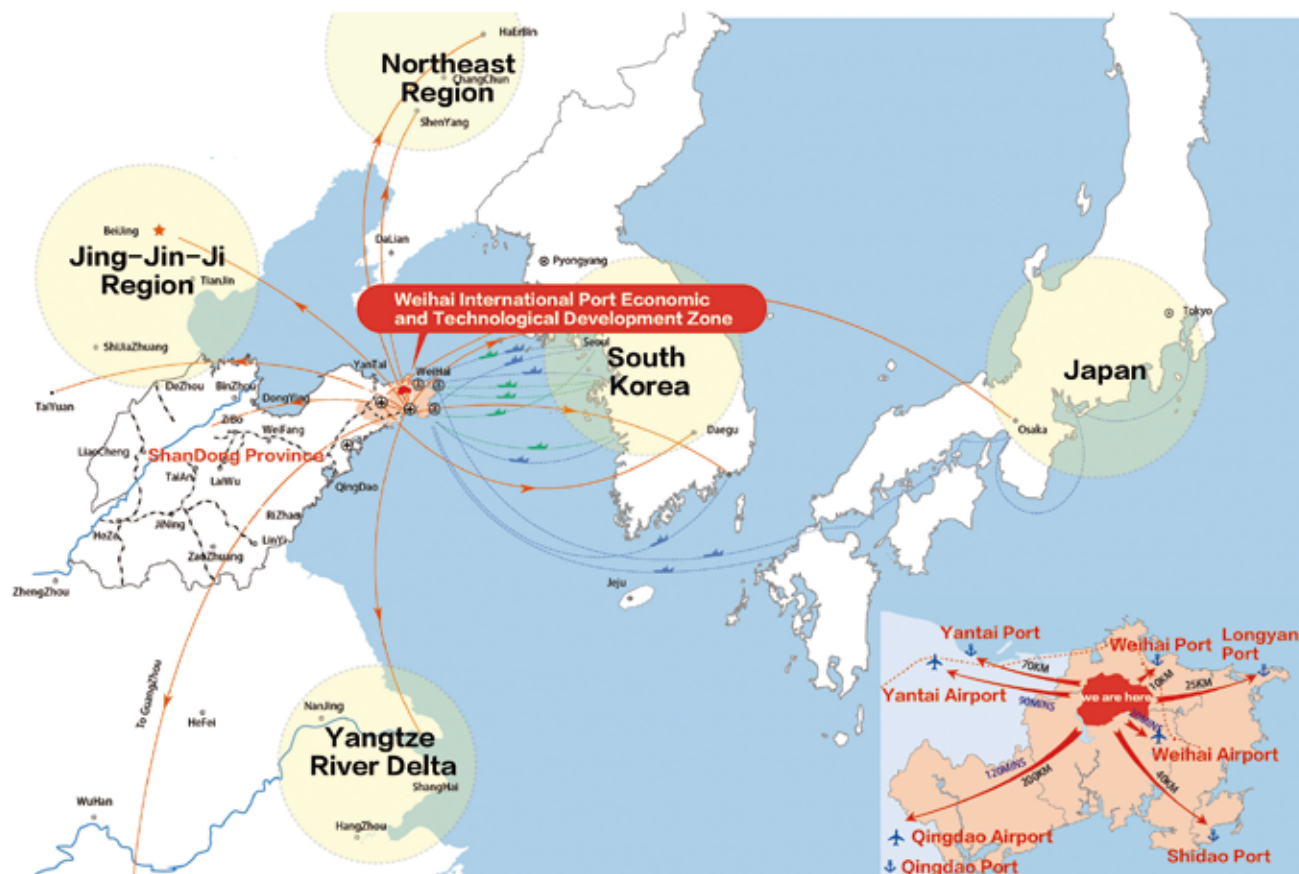 HaErBin
Northeast
Region
ChangChun
ShenYang
BeiJing
Jing-Jin-Ji
Region
TianJin
ShiJiaZhuang
DaLian
Pyongyang
Weihai International Port Economic
and Technological Development Zone
Seoul
South
Korea
Daegu
Tokyo
Japan
Osaka
YanTai
WeiHai
TaiYuan
DeZhou
BinZhou
DongYing
ZiBo
WeiFang
LiaoCheng
ShanDong Province
TaiAn
LaiWu
QingDao
JiNing
RiZhao
HeZe
LinYi
ZaoZhuang
ZhengZhou
Jeju
To GuangZhou
HeFei
NanJing
Yangtze
River Delta
ShangHai
HangZhou
WuHan
Yantai Port
Weihai Port
Longyan
Port
70KM
10KM
25KM
we are here
Yantai Airport
90MINS
Weihai Airport
120MINS
200KM
40KM
Qingdao Airport
Qingdao Port
Shidao Port